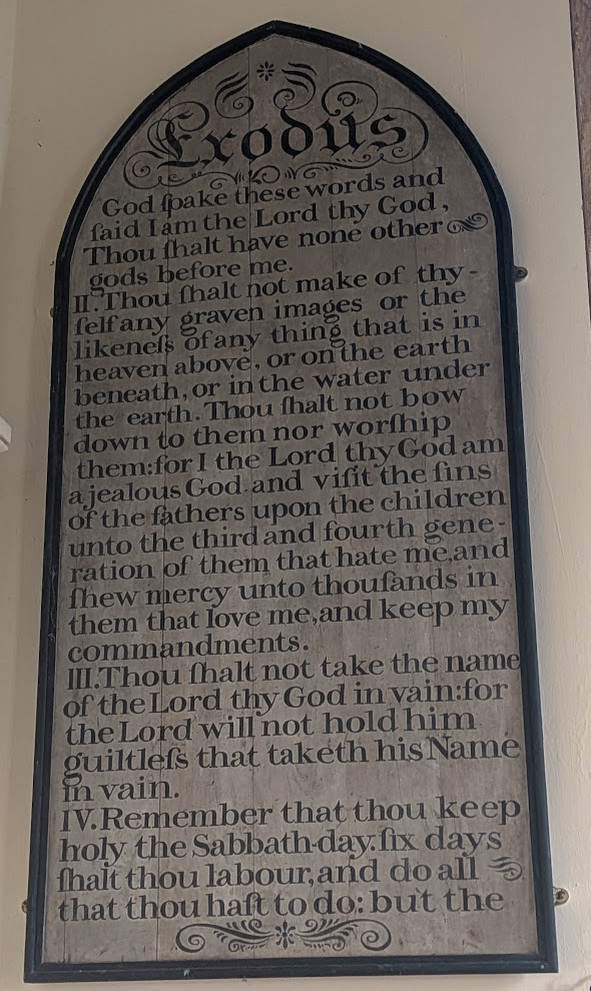 Exodus
God ſpake these words and
ſaid I am the Lord thy God,
Thou ſhalt have none other
gods before me.
II. Thou ſhalt not make of thy-
ſelf any graven images or the
likeneſs of any thing that is in
heaven above, or on the earth
beneath, or in the water under
the earth. Thou ſhalt not bow
down to them nor worſhip
them: for I the Lord thy God am
a jealous God and viſit the ſins
of the fathers upon the children
unto the third and fourth gene-
ration of them that hate me, and
ſhew mercy unto thouſands in
them that love me, and keep my
commandments.
III. Thou ſhalt not take the name
of the Lord thy God in vain: for
the Lord will not hold him
guiltleſs that taketh his Name
in vain.
IV. Remember that thou keep
holy the Sabbath-day. ſix days
ſhalt thou labour, and do all
that thou haſt to do: but the